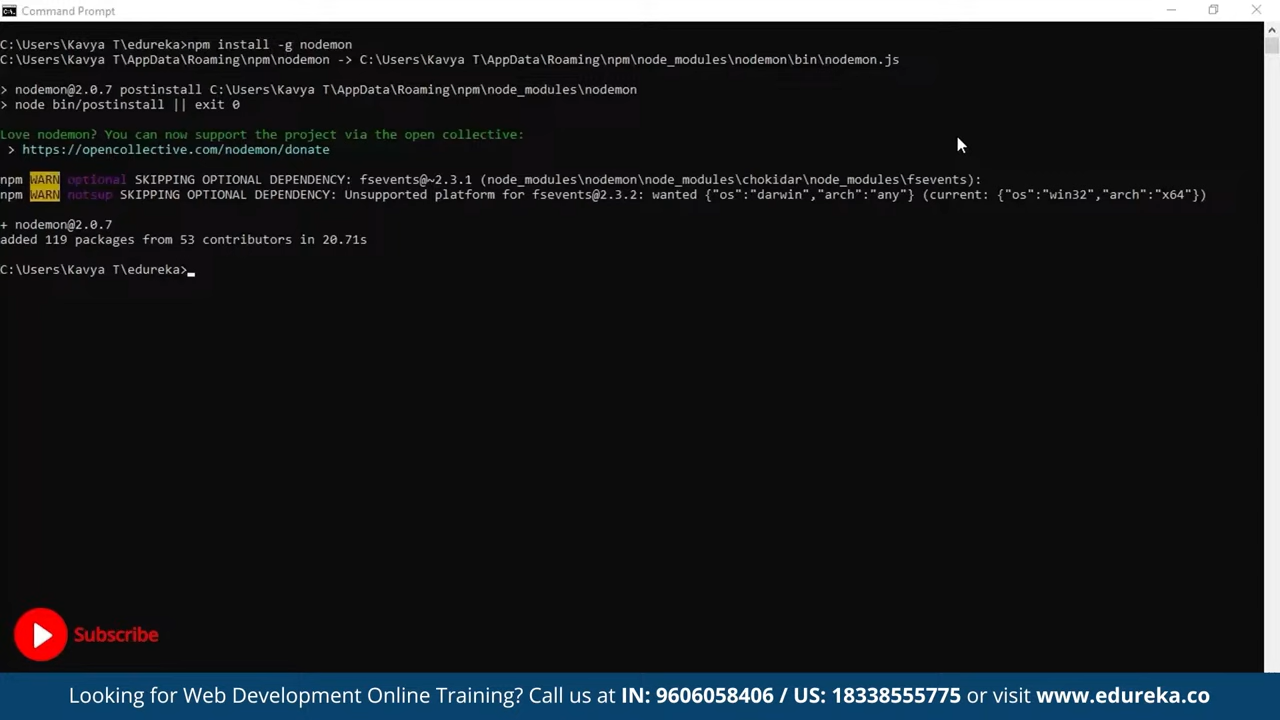 Command Prompt
C:\Users\Kavya T\edureka>npm install -g nodemon
C:\Users\Kavya T\AppData\Roaming\npm\nodemon -> C:\Users\Kavya T\AppData\Roaming\npm\node_modules\nodemon\bin\nodemon.js
> nodemon@2.0.7 postinstall C:\Users\Kavya T\AppData\Roaming\npm\node_modules\nodemon
> node bin/postinstall || exit 0
Love nodemon? You can now support the project via the open collective:
> https://opencollective.com/nodemon/donate
npm WARN optional SKIPPING OPTIONAL DEPENDENCY: fsevents@~2.3.1 (node_modules\nodemon\node_modules\chokidar\node_modules\fsevents):
npm WARN notsup SKIPPING OPTIONAL DEPENDENCY: Unsupported platform for fsevents@2.3.2: wanted {"os":"darwin","arch":"any"} (current: {"os":"win32","arch":"x64"})
+ nodemon@2.0.7
added 119 packages from 53 contributors in 20.71s
C:\Users\Kavya T\edureka>
Subscribe
Looking for Web Development Online Training? Call us at IN: 9606058406 / US: 18338555775 or visit www.edureka.co